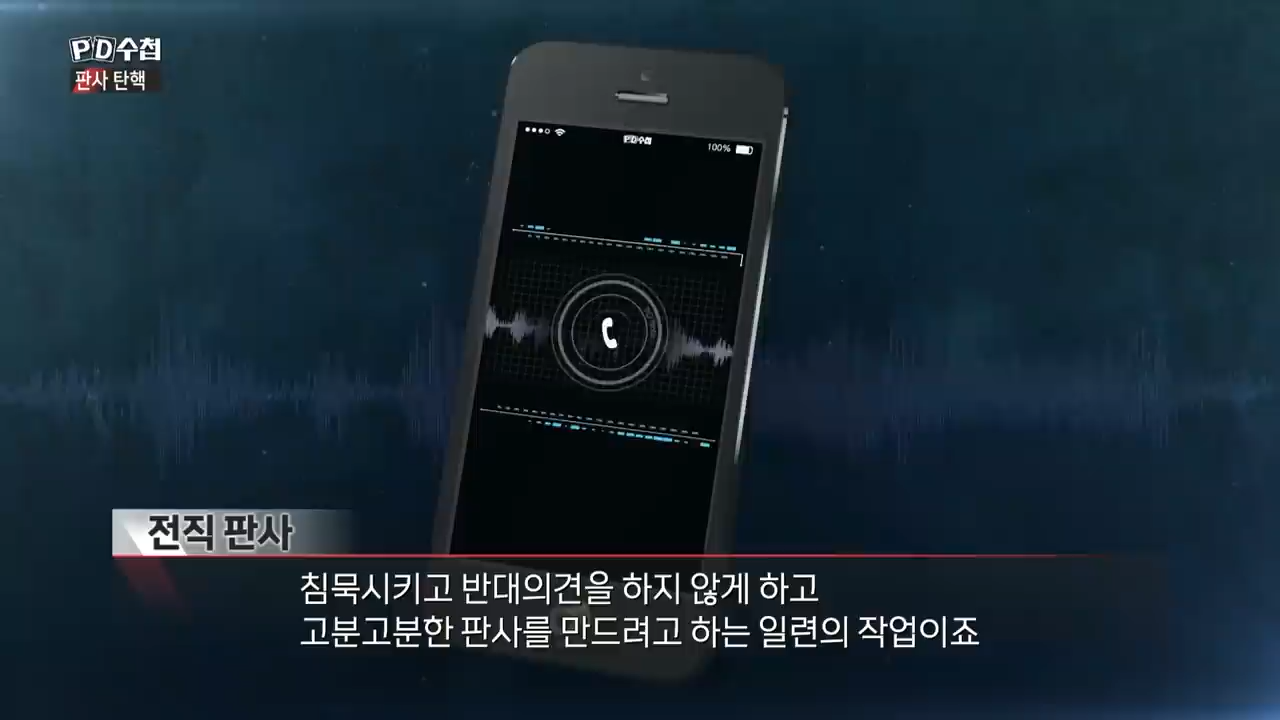 PD수첩
판사 탄핵
PD수첩
100%
전직 판사
침묵시키고 반대의견을 하지 않게 하고
고분고분한 판사를 만드려고 하는 일련의 작업이죠